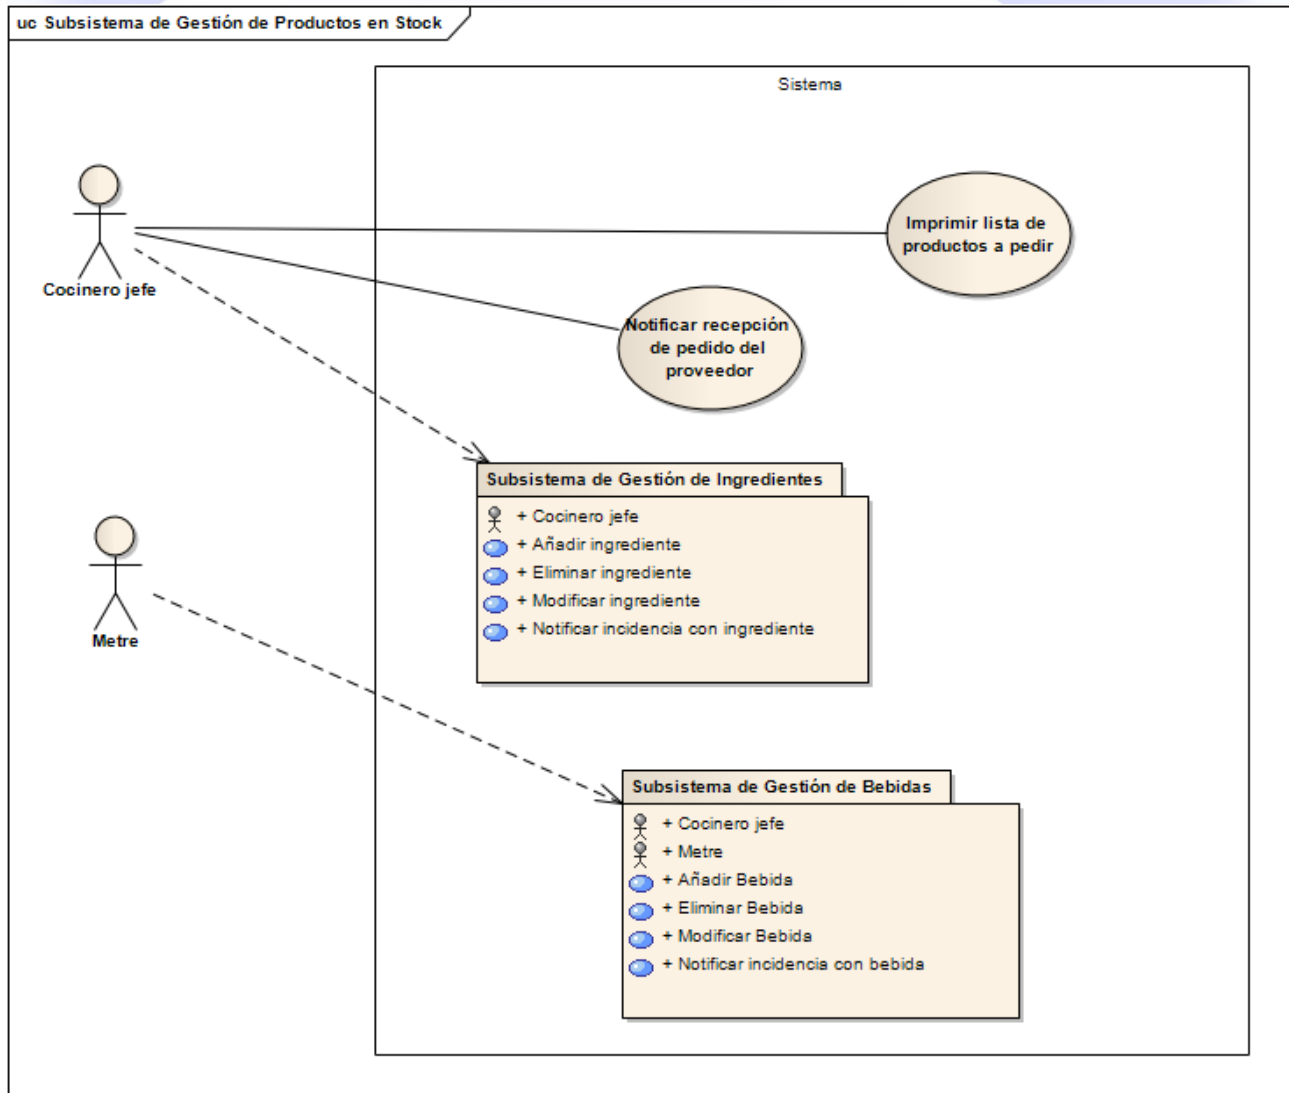 uc Subsistema de Gestión de Productos en Stock
Sistema
Imprimir lista de
productos a pedir
Cocinero jefe
Notificar recepción
de pedido del
proveedor
Subsistema de Gestión de Ingredientes
+ Cocinero jefe
+ Añadir ingrediente
+ Eliminar ingrediente
+ Modificar ingrediente
+ Notificar incidencia con ingrediente
Metre
Subsistema de Gestión de Bebidas
+ Cocinero jefe
+ Metre
+ Añadir Bebida
+ Eliminar Bebida
+ Modificar Bebida
+ Notificar incidencia con bebida